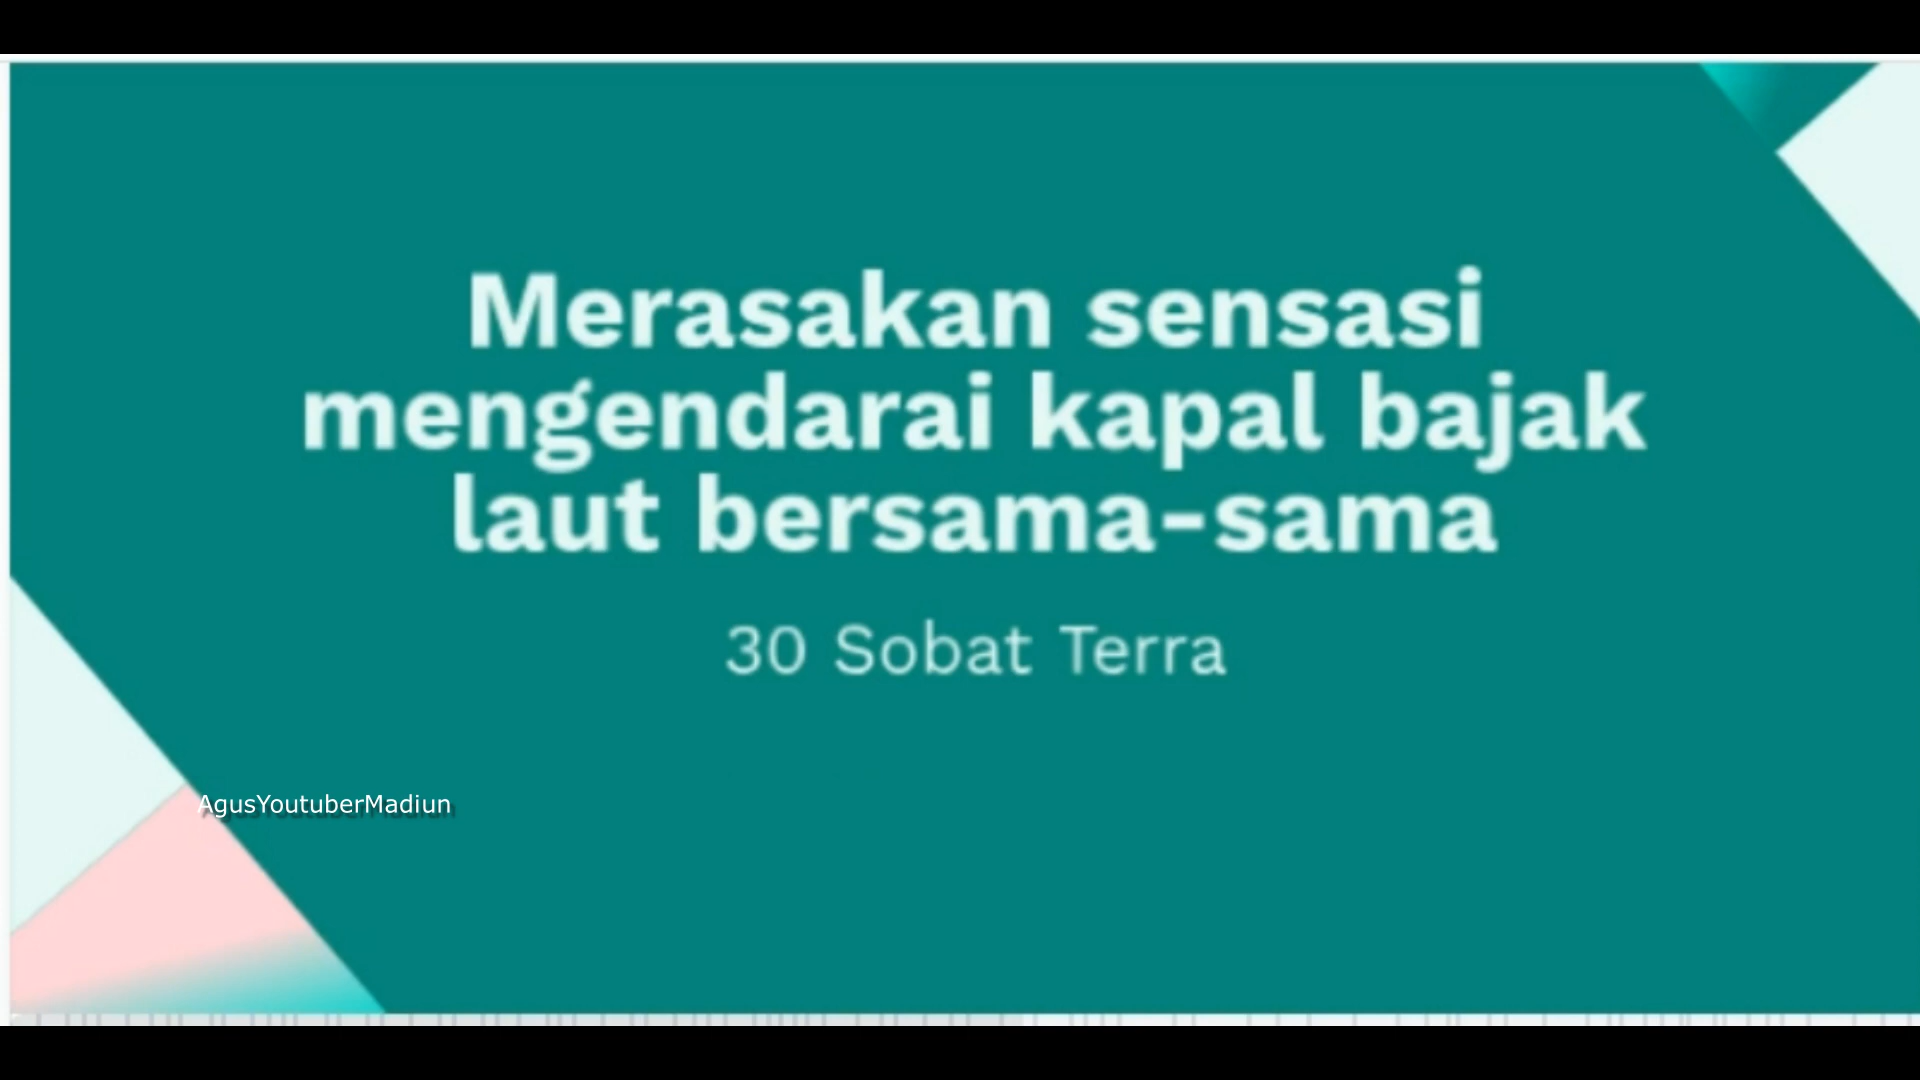 Merasakan sensasi
mengendarai kapal bajak
laut bersama-sama
30 Sobat Terra
AgusYoutuberMadiun